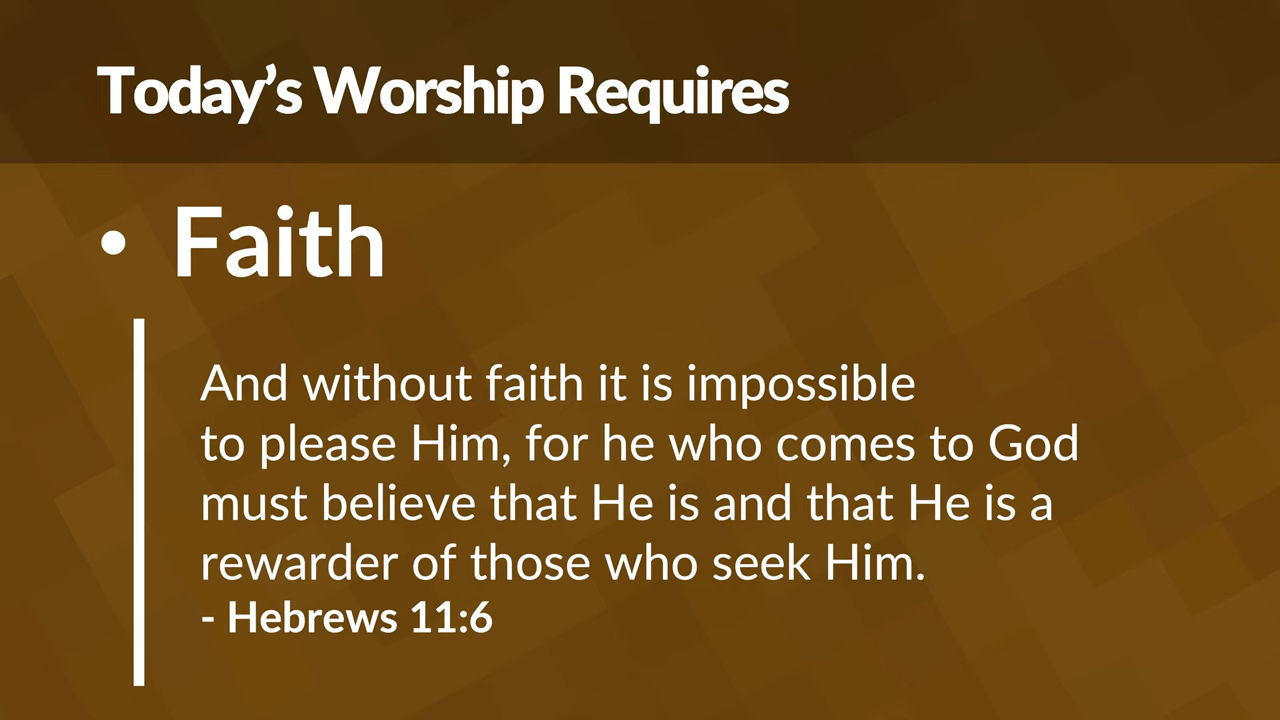 Today’s Worship Requires
• Faith
And without faith it is impossible
to please Him, for he who comes to God
must believe that He is and that He is a
rewarder of those who seek Him.
- Hebrews 11:6